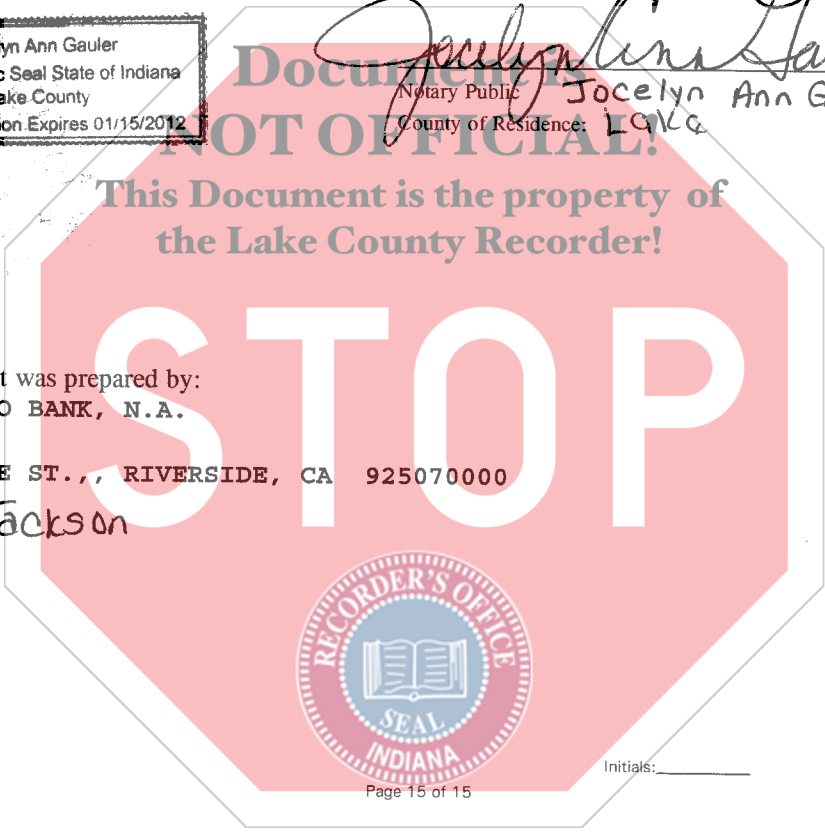 yn Ann Gauler
c Seal State of Indiana
ake County
on Expires 01/15/2012
Notary Public Jocelyn Ann G
County of Residence: Lake
Document is
NOT OFFICIAL!
This Document is the property of
the Lake County Recorder!
STOP
t was prepared by:
O BANK, N.A.
E ST.,, RIVERSIDE, CA 925070000
Jackson
RECORDER'S OFFICE
SEAL
INDIANA
Initials:
Page 15 of 15